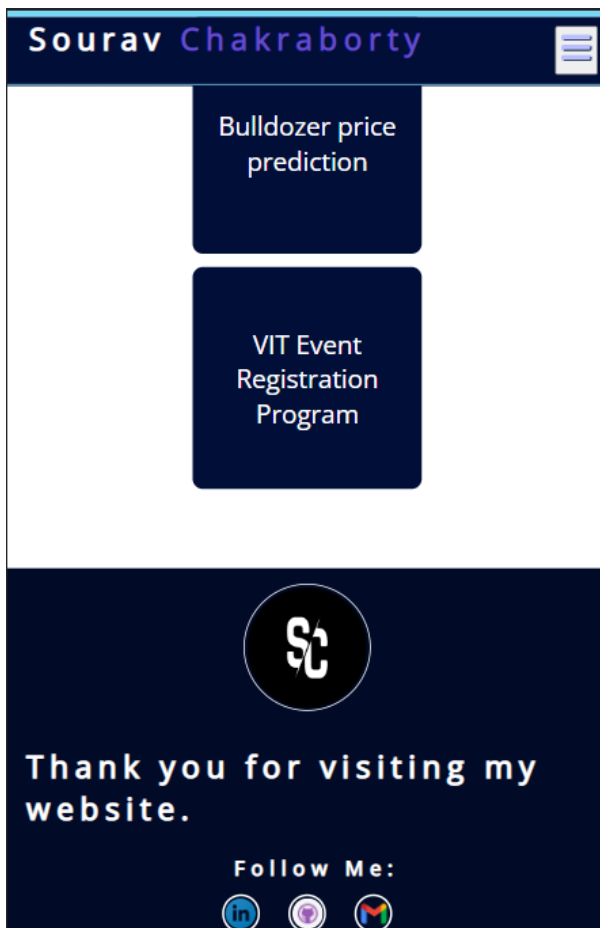 Sourav Chakraborty
Bulldozer price
prediction
VIT Event
Registration
Program
SC
Thank you for visiting my
website.
Follow Me:
in